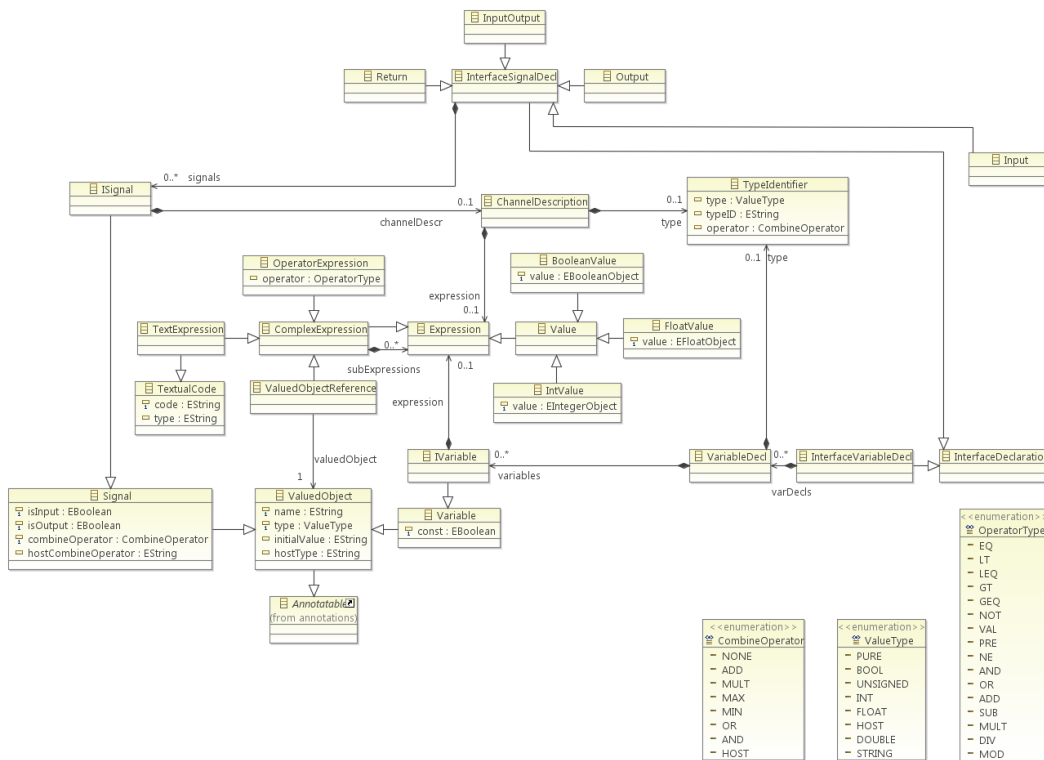 InputOutput
Return
InterfaceSignalDecl
Output
Input
0..* signals
ISignal
ChannelDescription
0..1
channelDescr
0..1
type
TypeIdentifier
type : ValueType
typeID : EString
operator : CombineOperator
0..1 type
OperatorExpression
operator : OperatorType
BooleanValue
value : EBooleanObject
expression
0..1
TextExpression
ComplexExpression
Expression
Value
FloatValue
value : EFloatObject
0..*
subExpressions
0..1
TextualCode
code : EString
type : EString
ValuedObjectReference
IntValue
value : EIntegerObject
expression
valuedObject
1
IVariable
0..*
variables
VariableDecl
0..*
varDecls
InterfaceVariableDecl
InterfaceDeclaratio
Signal
isInput : EBoolean
isOutput : EBoolean
combineOperator : CombineOperator
hostCombineOperator : EString
ValuedObject
name : EString
type : ValueType
initialValue : EString
hostType : EString
Variable
const : EBoolean
Annotatable
(from annotations)
<<enumeration>>
CombineOperator
NONE
ADD
MULT
MAX
MIN
OR
AND
HOST
<<enumeration>>
ValueType
PURE
BOOL
UNSIGNED
INT
FLOAT
HOST
DOUBLE
STRING
<<enumeration>>
OperatorType
EQ
LT
LEQ
GT
GEQ
NOT
VAL
PRE
NE
AND
OR
ADD
SUB
MULT
DIV
MOD